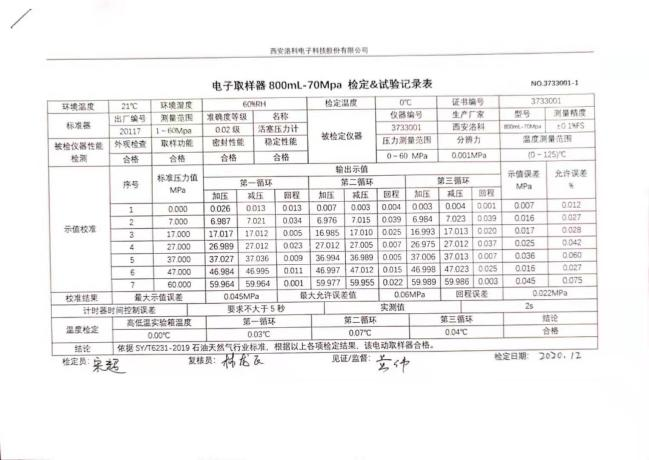 西安洛科电子科技股份有限公司
电子取样器 800mL-70Mpa 检定&试验记录表 NO.3733001-1
环境温度 21℃ 环境湿度 60%RH 检定温度 0℃ 证书编号 3733001
标准器 出厂编号 测量范围 准确度等级 名称 被检定仪器 仪器编号 生产厂家 型号 测量精度
20117 1~60Mpa 0.02 级 活塞压力计 3733001 西安洛科 800mL-70Mpa ±0.1%FS
被检仪器性能检测 外观检查 取样功能 密封性能 稳定性能 压力测量范围 分辨力 温度测量范围
合格 合格 合格 合格 0~60 MPa 0.001MPa (0~125)℃
示值校准 序号 标准压力值 MPa 输出示值 示值误差 MPa 允许误差 %
第一循环 第二循环 第三循环
加压 减压 回程 加压 减压 回程 加压 减压 回程
1 0.000 0.026 0.013 0.013 0.007 0.003 0.004 0.004 0.004 0.001 0.007 0.012
2 7.000 6.987 7.021 0.034 6.976 7.015 0.039 6.984 7.023 0.039 0.016 0.027
3 17.000 17.017 17.012 0.005 16.985 17.010 0.025 16.993 17.013 0.020 0.017 0.028
4 27.000 26.989 27.012 0.023 27.012 27.005 0.007 26.975 27.012 0.037 0.025 0.042
5 37.000 37.027 37.036 0.009 36.994 36.989 0.005 37.006 37.013 0.007 0.036 0.060
6 47.000 46.984 46.995 0.011 46.995 46.997 0.002 46.998 47.023 0.025 0.016 0.027
7 60.000 59.964 59.964 0.001 59.977 59.955 0.022 59.989 59.986 0.003 0.045 0.075
校准结果 最大示值误差 0.045MPa 最大允许误差值 0.06MPa 回程误差 0.022MPa
计时器时间控制误差 要求不大于 5 秒 实测值 2s
温度检定 高低温实验箱温度 第一循环 第二循环 第三循环 结论
0.00℃ 0.03℃ 0.07℃ 0.04℃ 合格
结论 依据 SY/T6231-2019 石油天然气行业标准，根据以上各项检定结果，该电动取样器合格。
检定员： 复核员： 见证/监督： 检定日期：2020.12